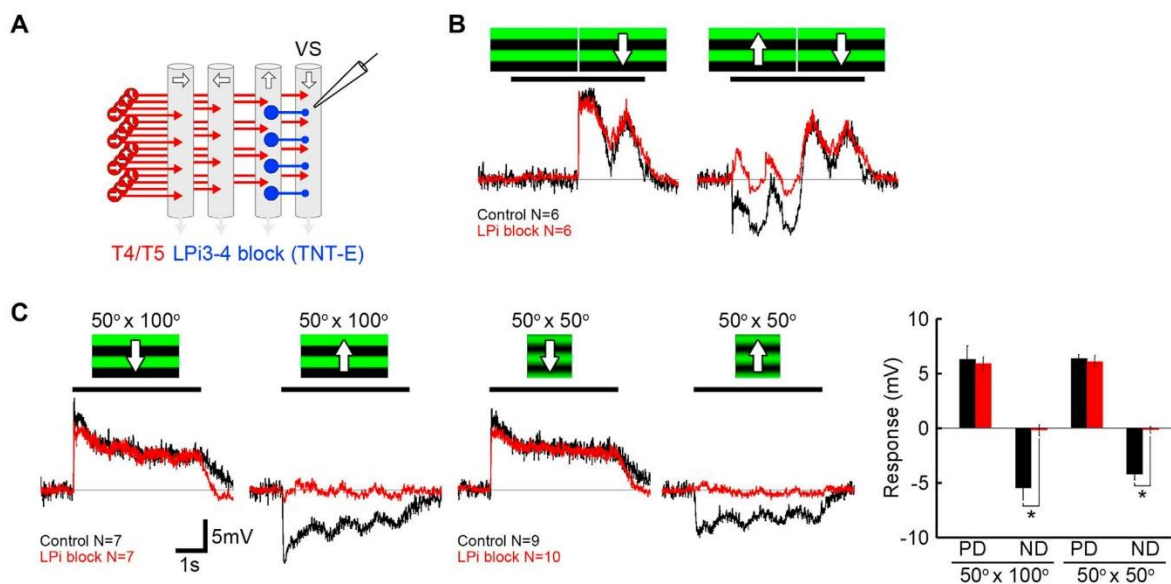 A
VS
T4/T5 LPi3-4 block (TNT-E)
B
Control N=6
LPi block N=6
C
50° x 100°
50° x 100°
50° x 50°
50° x 50°
Control N=7
LPi block N=7
5mV
1s
Control N=9
LPi block N=10
Response (mV)
10
5
0
-5
-10
*
*
PD ND PD ND
50° x 100° 50° x 50°